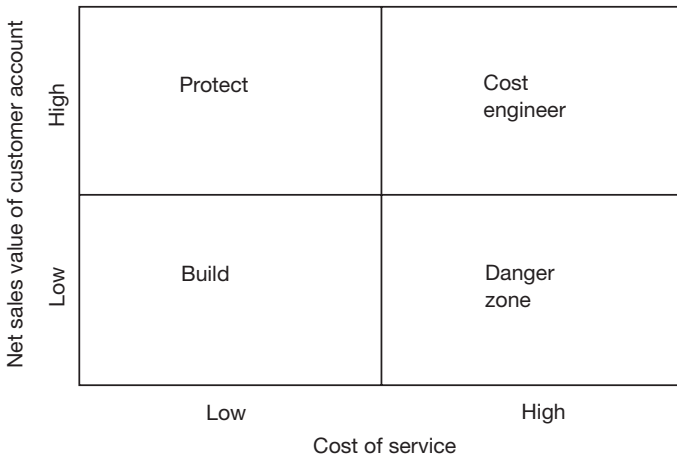 Net sales value of customer account
High
Low
Protect
Cost
engineer
Build
Danger
zone
Low
High
Cost of service